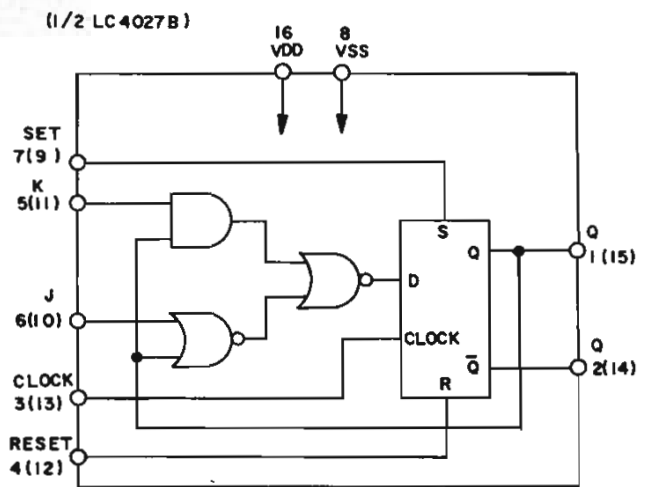 (1/2 LC4027B)
16
VDD
8
VSS
SET
7(9)
K
5(11)
J
6(10)
CLOCK
3(13)
RESET
4(12)
S
Q
D
CLOCK
Q̅
R
Q
1(15)
Q
2(14)